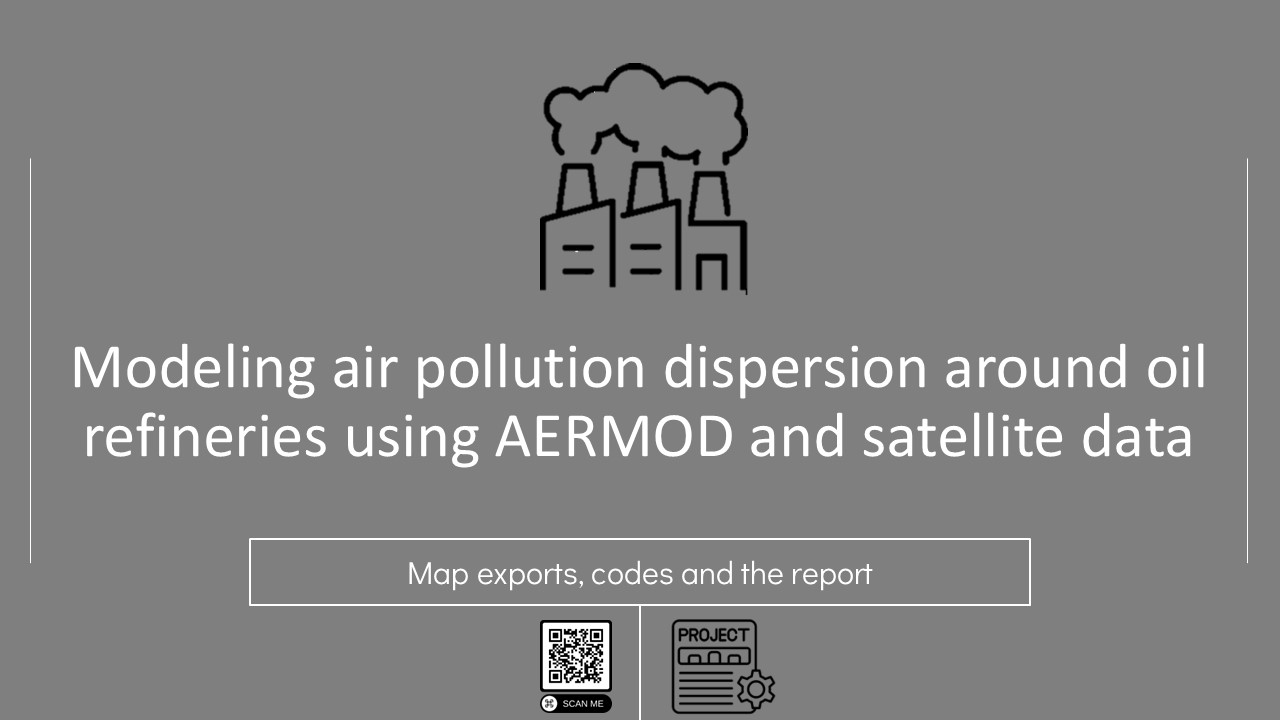 Modeling air pollution dispersion around oil
refineries using AERMOD and satellite data
Map exports, codes and the report
SCAN ME
PROJECT